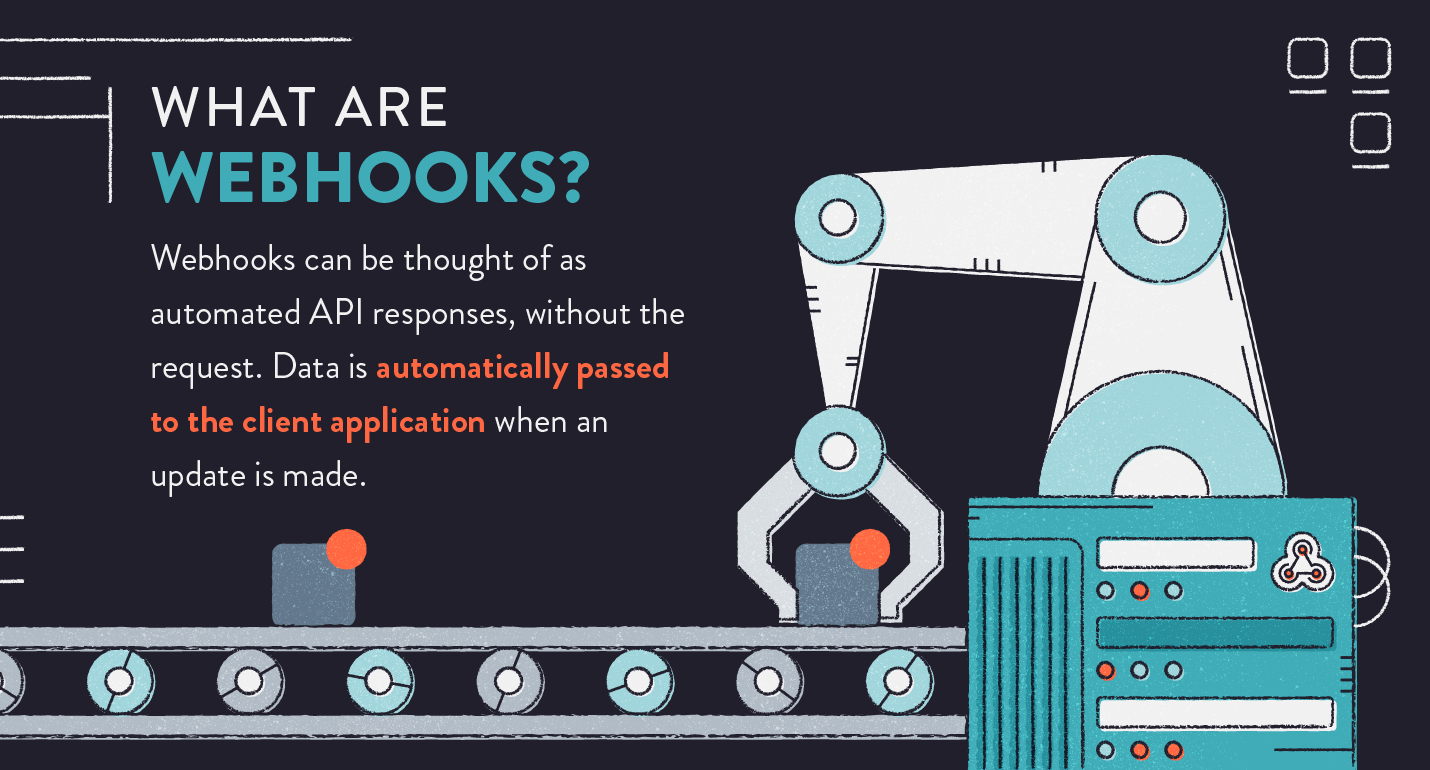 WHAT ARE
WEBHOOKS?
Webhooks can be thought of as
automated API responses, without the
request. Data is automatically passed
to the client application when an
update is made.